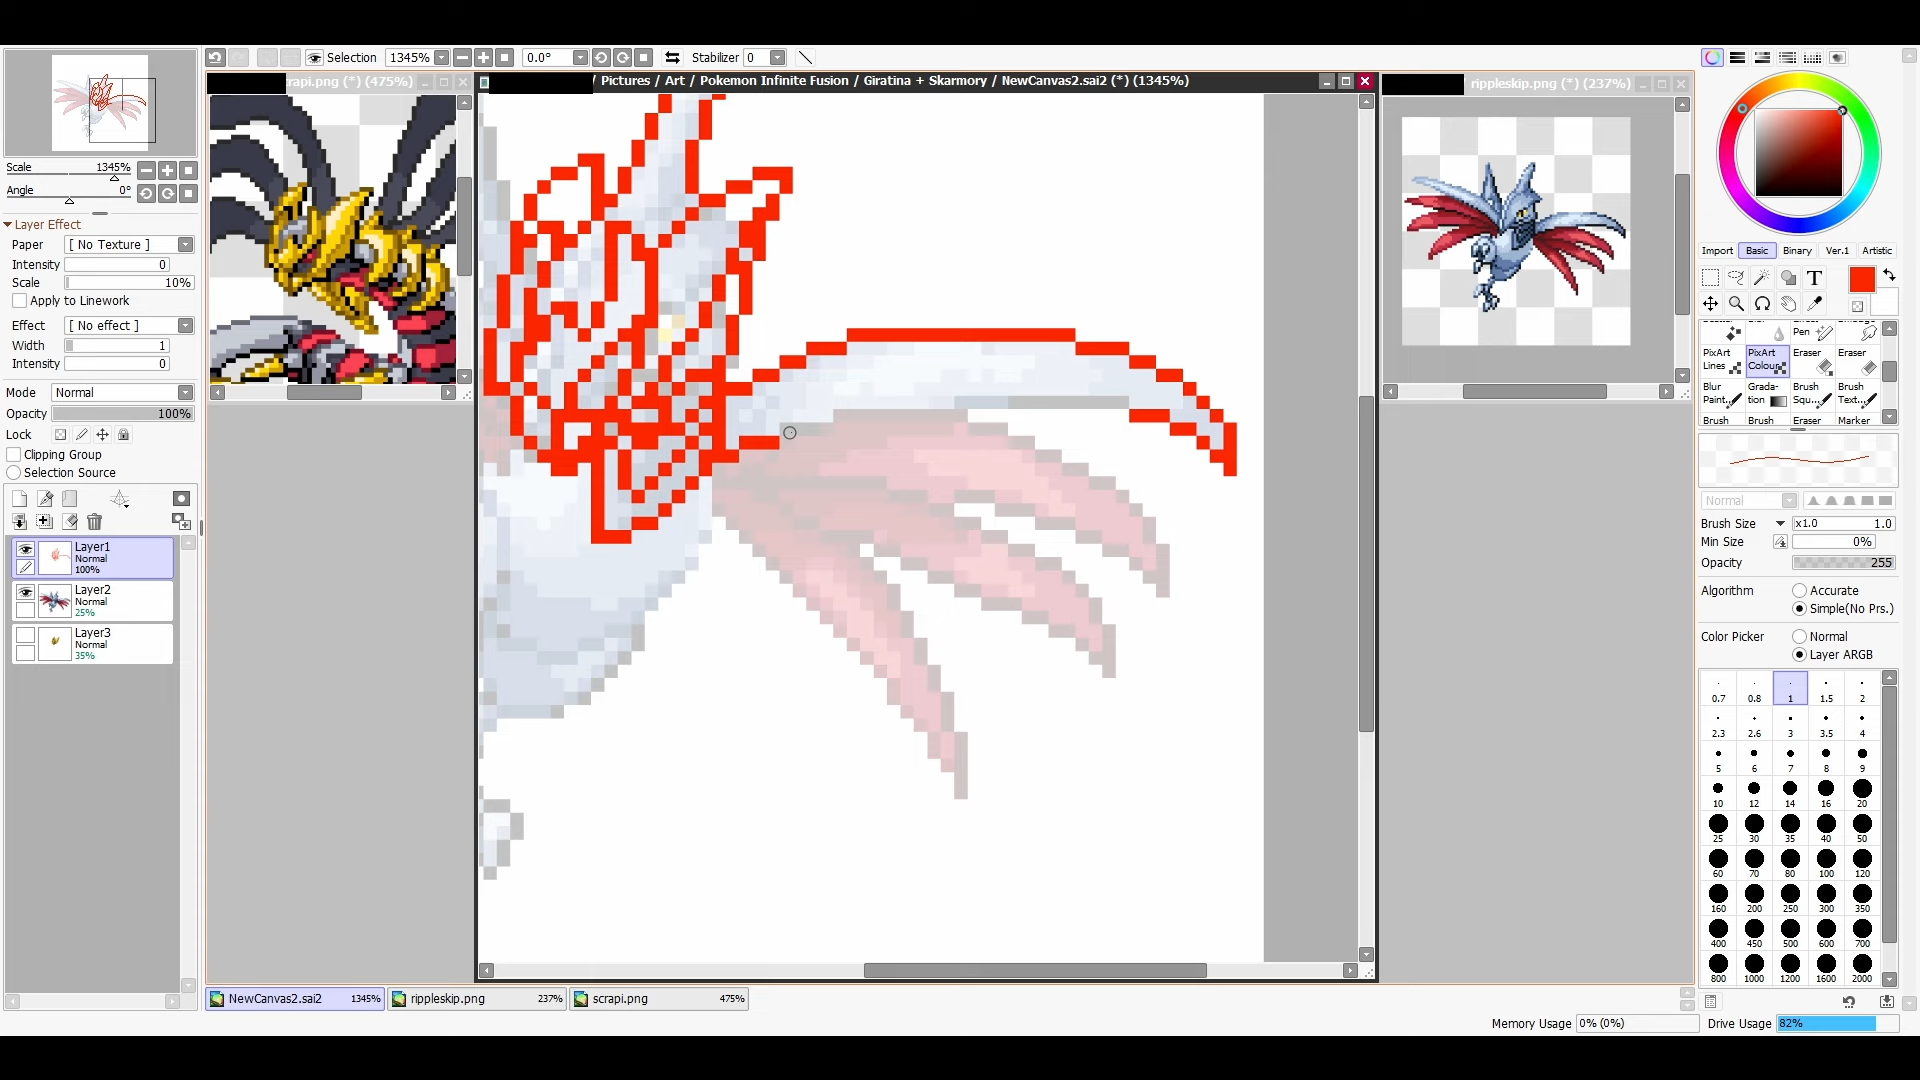 Selection 1345% 0.0° Stabilizer 0
crapi.png (*) (475%)
/ Pictures / Art / Pokemon Infinite Fusion / Giratina + Skarmory / NewCanvas2.sai2 (*) (1345%)
rippleskip.png (*) (237%)
Scale 1345%
Angle 0°
Layer Effect
Paper [ No Texture ]
Intensity 0
Scale 10%
Apply to Linework
Effect [ No effect ]
Width 1
Intensity 0
Mode Normal
Opacity 100%
Lock
Clipping Group
Selection Source
Layer1
Normal
100%
Layer2
Normal
25%
Layer3
Normal
35%
NewCanvas2.sai2 1345%
rippleskip.png 237%
scrapi.png 475%
Import Basic Binary Ver.1 Artistic
T
Pen
PixArt Lines
PixArt Colour
Eraser
Eraser
Blur Paint..
Grada-tion
Brush Squ..
Brush Text..
Brush Brush Eraser Marker
Normal
Brush Size x1.0 1.0
Min Size 0%
Opacity 255
Algorithm Accurate
Simple(No Prs.)
Color Picker Normal
Layer ARGB
0.7 0.8 1 1.5 2
2.3 2.6 3 3.5 4
5 6 7 8 9
10 12 14 16 20
25 30 35 40 50
60 70 80 100 120
160 200 250 300 350
400 450 500 600 700
800 1000 1200 1600 2000
Memory Usage 0% (0%) Drive Usage 82%